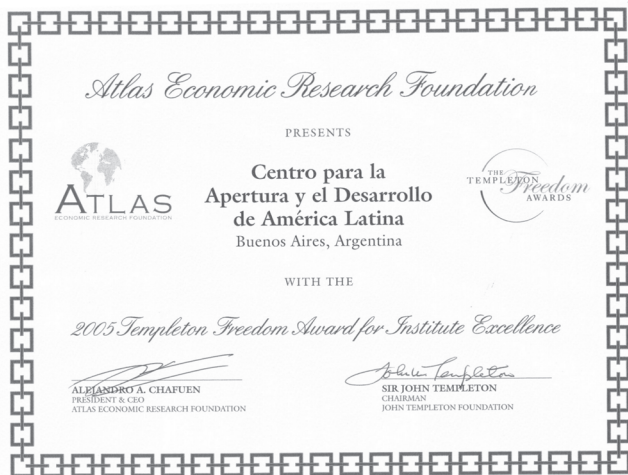 Atlas Economic Research Foundation
PRESENTS
ATLAS
ECONOMIC RESEARCH FOUNDATION
Centro para la
Apertura y el Desarrollo
de América Latina
Buenos Aires, Argentina
THE
TEMPLETON
Freedom
AWARDS
WITH THE
2005 Templeton Freedom Award for Institute Excellence
John M Templeton
ALEJANDRO A. CHAFUEN
PRESIDENT & CEO
ATLAS ECONOMIC RESEARCH FOUNDATION
SIR JOHN TEMPLETON
CHAIRMAN
JOHN TEMPLETON FOUNDATION